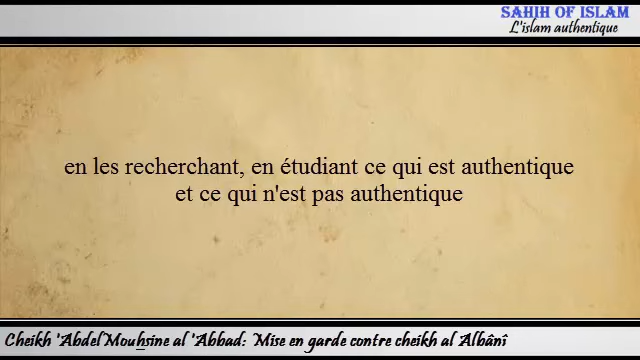 SAHIH OF ISLAM
L'islam authentique
en les recherchant, en étudiant ce qui est authentique
et ce qui n'est pas authentique
Cheikh 'Abdel Mouhsine al 'Abbad: Mise en garde contre cheikh al Albânî